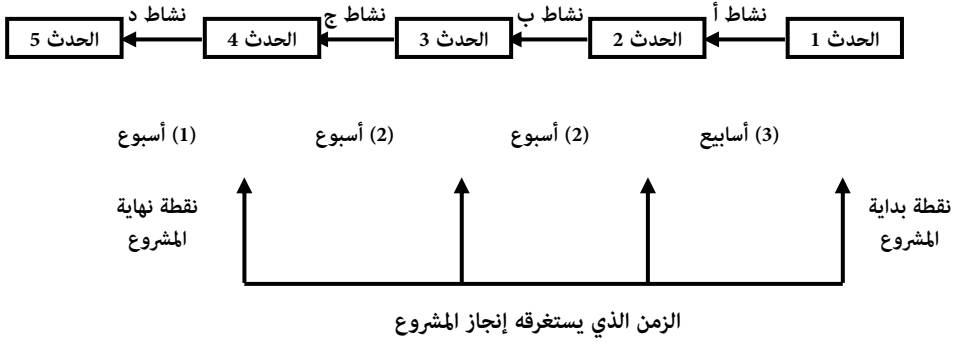 نشاط أ نشاط ب نشاط ج نشاط د
الحدث 1 الحدث 2 الحدث 3 الحدث 4 الحدث 5
(3) أسابيع (2) أسبوع (2) أسبوع (1) أسبوع
نقطة بداية
المشروع
نقطة نهاية
المشروع
الزمن الذي يستغرقه إنجاز المشروع